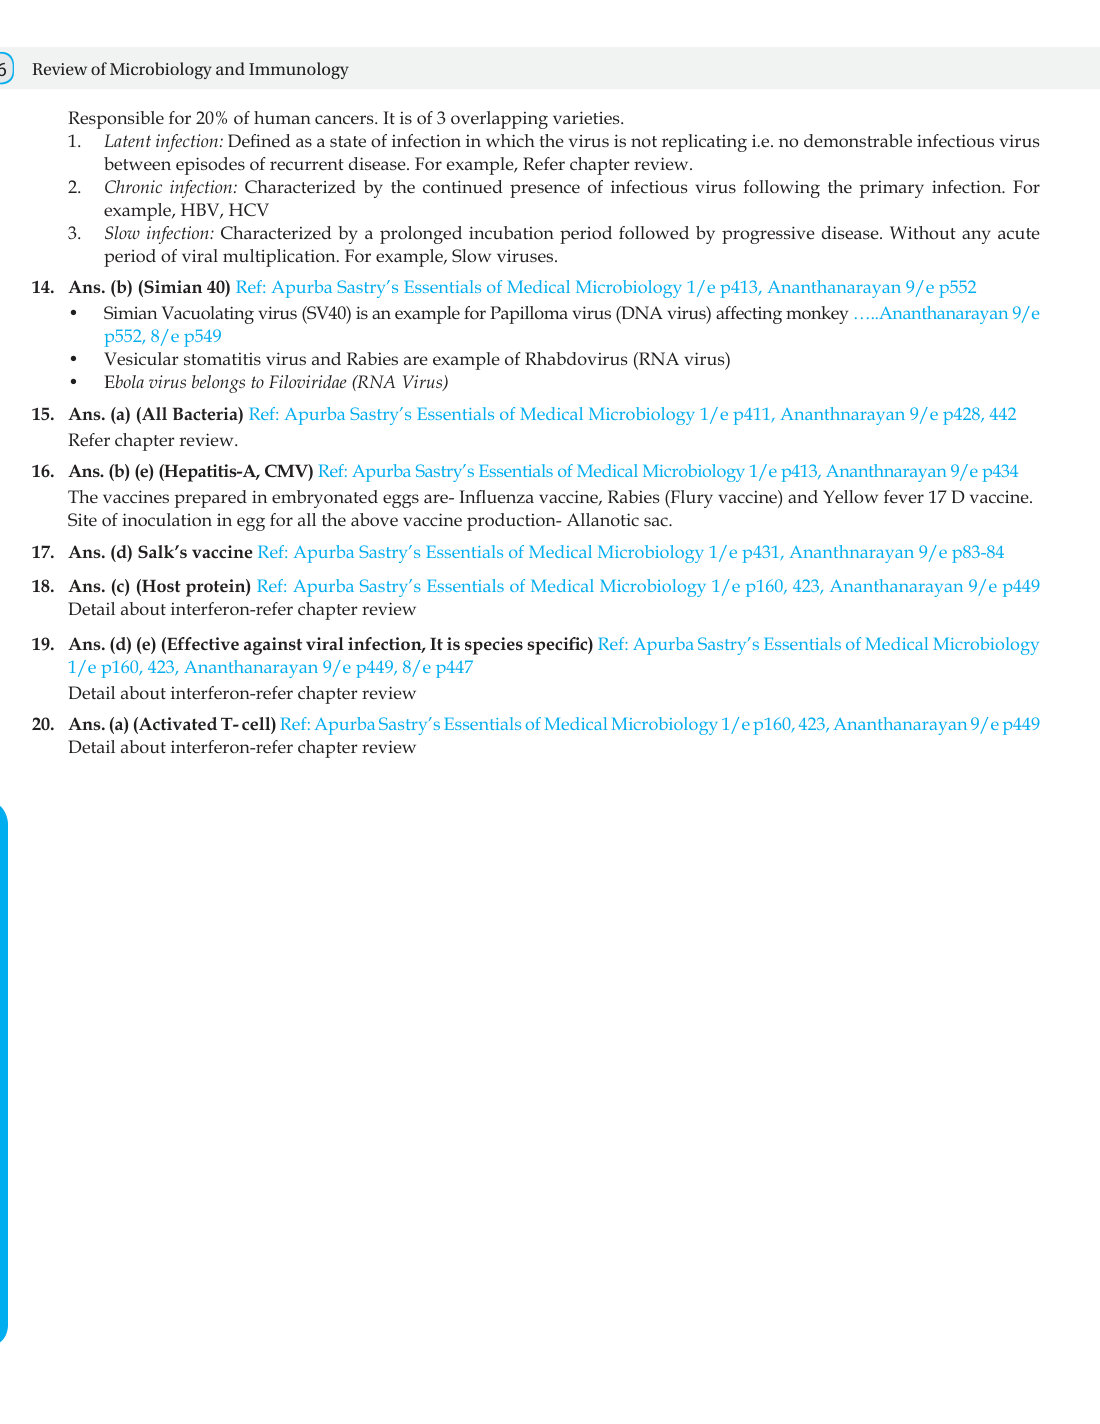 6 Review of Microbiology and Immunology
Responsible for 20% of human cancers. It is of 3 overlapping varieties.
1. Latent infection: Defined as a state of infection in which the virus is not replicating i.e. no demonstrable infectious virus
between episodes of recurrent disease. For example, Refer chapter review.
2. Chronic infection: Characterized by the continued presence of infectious virus following the primary infection. For
example, HBV, HCV
3. Slow infection: Characterized by a prolonged incubation period followed by progressive disease. Without any acute
period of viral multiplication. For example, Slow viruses.
14. Ans. (b) (Simian 40) Ref: Apurba Sastry's Essentials of Medical Microbiology 1/e p413, Ananthanarayan 9/e p552
• Simian Vacuolating virus (SV40) is an example for Papilloma virus (DNA virus) affecting monkey …..Ananthanarayan 9/e
p552, 8/e p549
• Vesicular stomatitis virus and Rabies are example of Rhabdovirus (RNA virus)
• Ebola virus belongs to Filoviridae (RNA Virus)
15. Ans. (a) (All Bacteria) Ref: Apurba Sastry's Essentials of Medical Microbiology 1/e p411, Ananthnarayan 9/e p428, 442
Refer chapter review.
16. Ans. (b) (e) (Hepatitis-A, CMV) Ref: Apurba Sastry's Essentials of Medical Microbiology 1/e p413, Ananthnarayan 9/e p434
The vaccines prepared in embryonated eggs are- Influenza vaccine, Rabies (Flury vaccine) and Yellow fever 17 D vaccine.
Site of inoculation in egg for all the above vaccine production- Allanotic sac.
17. Ans. (d) Salk's vaccine Ref: Apurba Sastry's Essentials of Medical Microbiology 1/e p431, Ananthnarayan 9/e p83-84
18. Ans. (c) (Host protein) Ref: Apurba Sastry's Essentials of Medical Microbiology 1/e p160, 423, Ananthanarayan 9/e p449
Detail about interferon-refer chapter review
19. Ans. (d) (e) (Effective against viral infection, It is species specific) Ref: Apurba Sastry's Essentials of Medical Microbiology
1/e p160, 423, Ananthanarayan 9/e p449, 8/e p447
Detail about interferon-refer chapter review
20. Ans. (a) (Activated T- cell) Ref: Apurba Sastry's Essentials of Medical Microbiology 1/e p160, 423, Ananthanarayan 9/e p449
Detail about interferon-refer chapter review